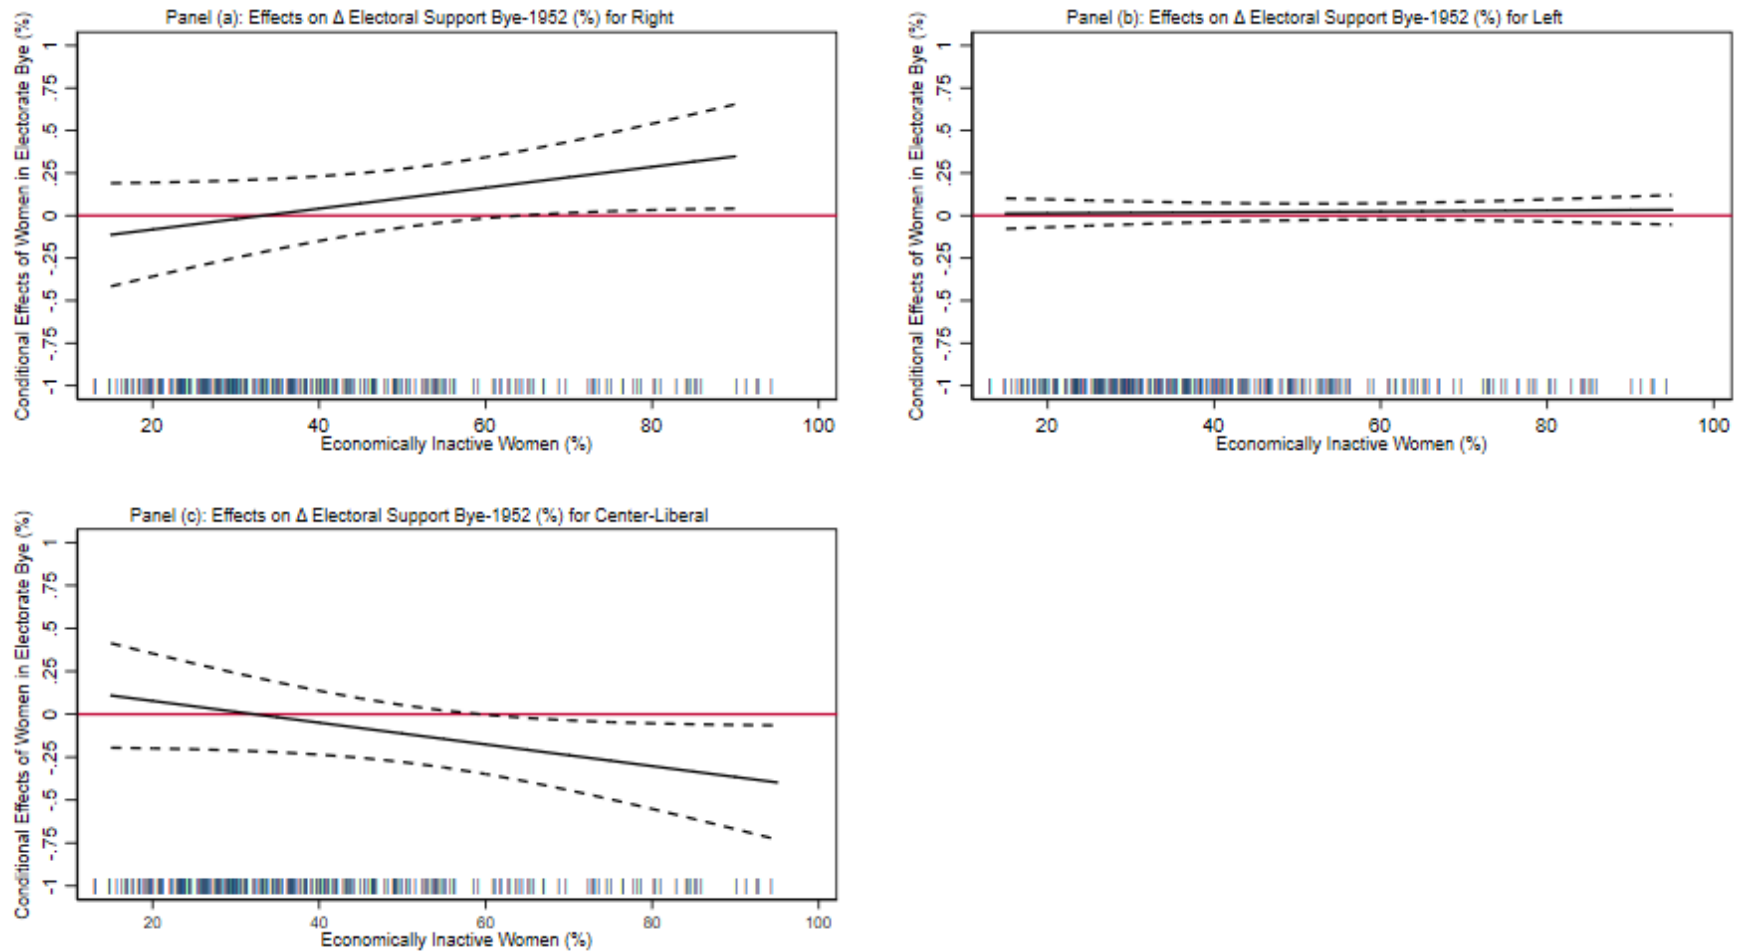 Panel (a): Effects on Δ Electoral Support Bye-1952 (%) for Right
Conditional Effects of Women in Electorate Bye (%)
1
.75
.5
.25
0
-.25
-.5
-.75
-1
20 40 60 80 100
Economically Inactive Women (%)
Panel (b): Effects on Δ Electoral Support Bye-1952 (%) for Left
Conditional Effects of Women in Electorate Bye (%)
1
.75
.5
.25
0
-.25
-.5
-.75
-1
20 40 60 80 100
Economically Inactive Women (%)
Panel (c): Effects on Δ Electoral Support Bye-1952 (%) for Center-Liberal
Conditional Effects of Women in Electorate Bye (%)
1
.75
.5
.25
0
-.25
-.5
-.75
-1
20 40 60 80 100
Economically Inactive Women (%)